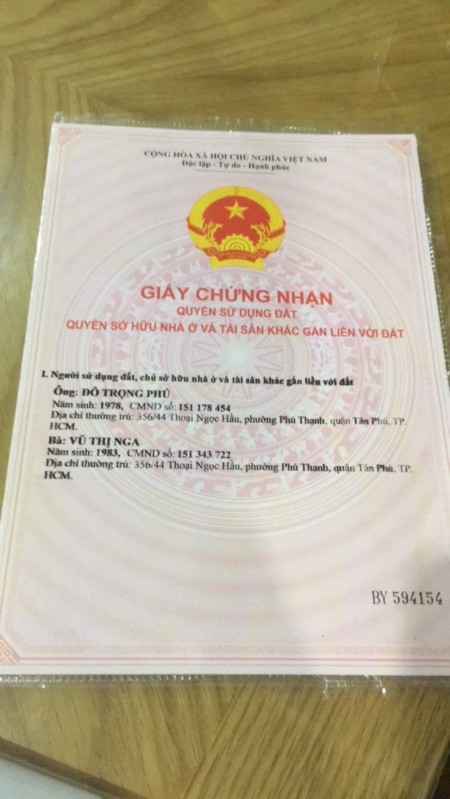 CỘNG HÒA XÃ HỘI CHỦ NGHĨA VIỆT NAM
Độc lập - Tự do - Hạnh phúc
GIẤY CHỨNG NHẬN
QUYỀN SỬ DỤNG ĐẤT
QUYỀN SỞ HỮU NHÀ Ở VÀ TÀI SẢN KHÁC GẮN LIỀN VỚI ĐẤT
I. Người sử dụng đất, chủ sở hữu nhà ở và tài sản khác gắn liền với đất
Ông: ĐỖ TRỌNG PHÚ
Năm sinh: 1978, CMND số: 151 178 454
Địa chỉ thường trú: 356/44 Thoại Ngọc Hầu, phường Phú Thạnh, quận Tân Phú, TP.
HCM.
Bà: VŨ THỊ NGA
Năm sinh: 1983, CMND số: 151 343 722
Địa chỉ thường trú: 356/44 Thoại Ngọc Hầu, phường Phú Thạnh, quận Tân Phú, TP.
HCM.
BY 594154